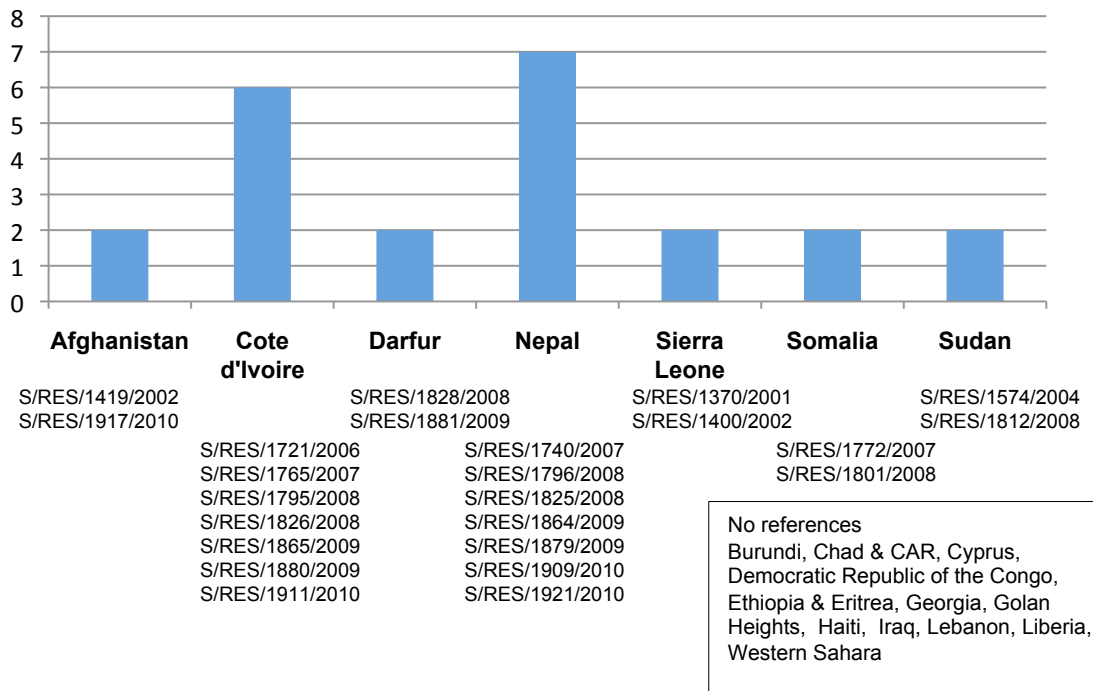 8
7
6
5
4
3
2
1
0
Afghanistan
Cote
d'Ivoire
Darfur
Nepal
Sierra
Leone
Somalia
Sudan
S/RES/1419/2002
S/RES/1917/2010
S/RES/1721/2006
S/RES/1765/2007
S/RES/1795/2008
S/RES/1826/2008
S/RES/1865/2009
S/RES/1880/2009
S/RES/1911/2010
S/RES/1828/2008
S/RES/1881/2009
S/RES/1740/2007
S/RES/1796/2008
S/RES/1825/2008
S/RES/1864/2009
S/RES/1879/2009
S/RES/1909/2010
S/RES/1921/2010
S/RES/1370/2001
S/RES/1400/2002
S/RES/1772/2007
S/RES/1801/2008
S/RES/1574/2004
S/RES/1812/2008
No references
Burundi, Chad & CAR, Cyprus,
Democratic Republic of the Congo,
Ethiopia & Eritrea, Georgia, Golan
Heights, Haiti, Iraq, Lebanon, Liberia,
Western Sahara